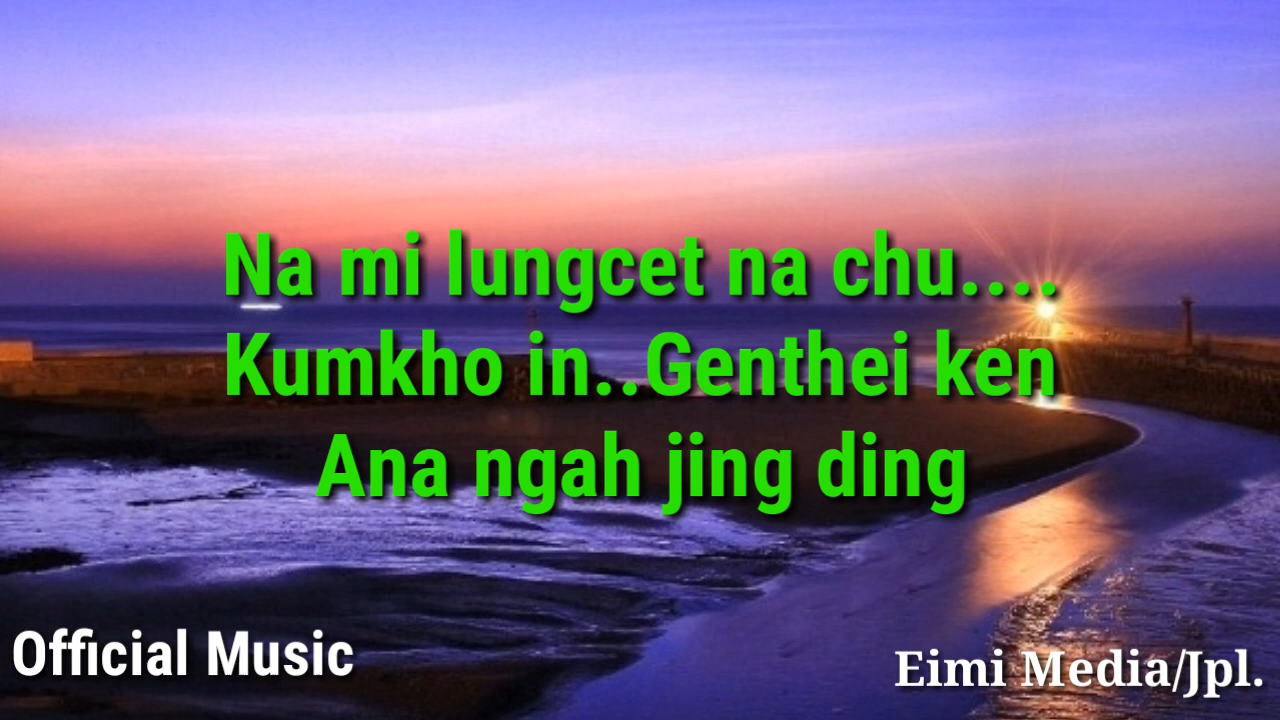 Na mi lungcet na chu....
Kumkho in..Genthei ken
Ana ngah jing ding
Official Music
Eimi Media/Jpl.